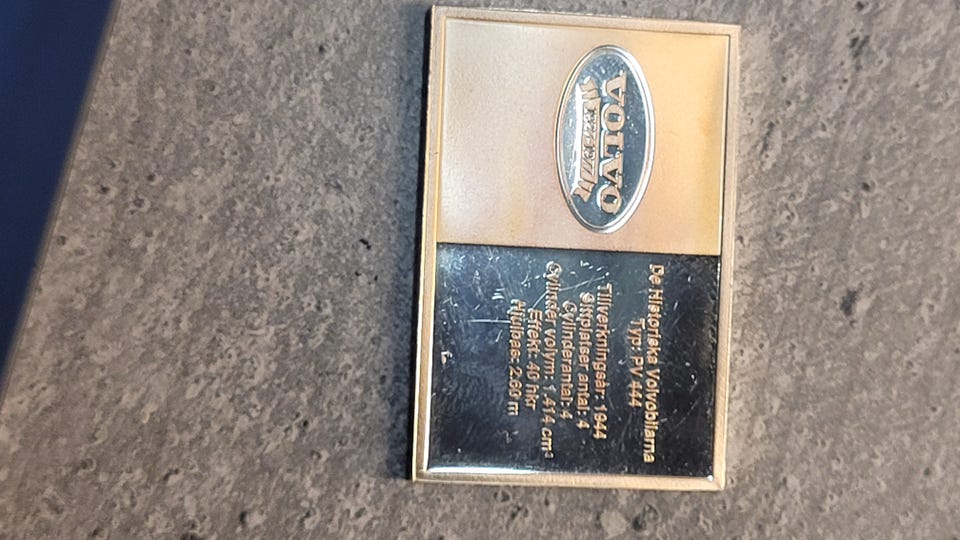 VOLVO
SWEDEN
De Historiska Volvobilarna
Typ: PV 444
Tillverkningsår: 1944
Sittplatser antal: 4
Cylinderantal: 4
Cylinder volym: 1.414 cm³
Effekt: 40 hkr
Hjulbas: 2.60 m